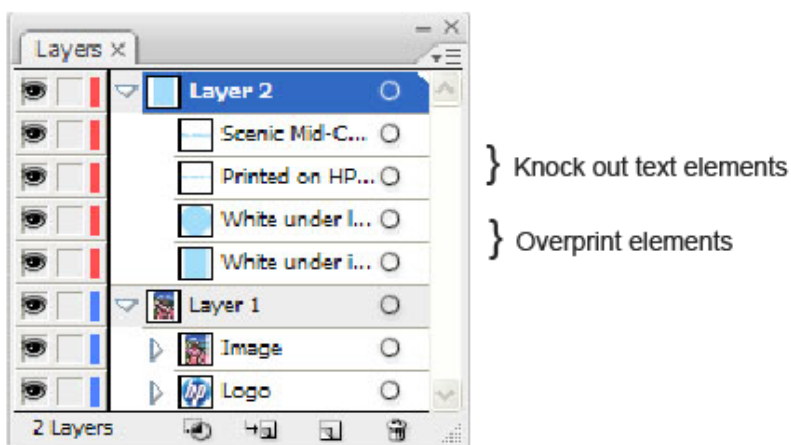 Layers
Layer 2
Scenic Mid-C...
Printed on HP...
White under l...
White under i...
Layer 1
Image
hp Logo
2 Layers
} Knock out text elements
} Overprint elements